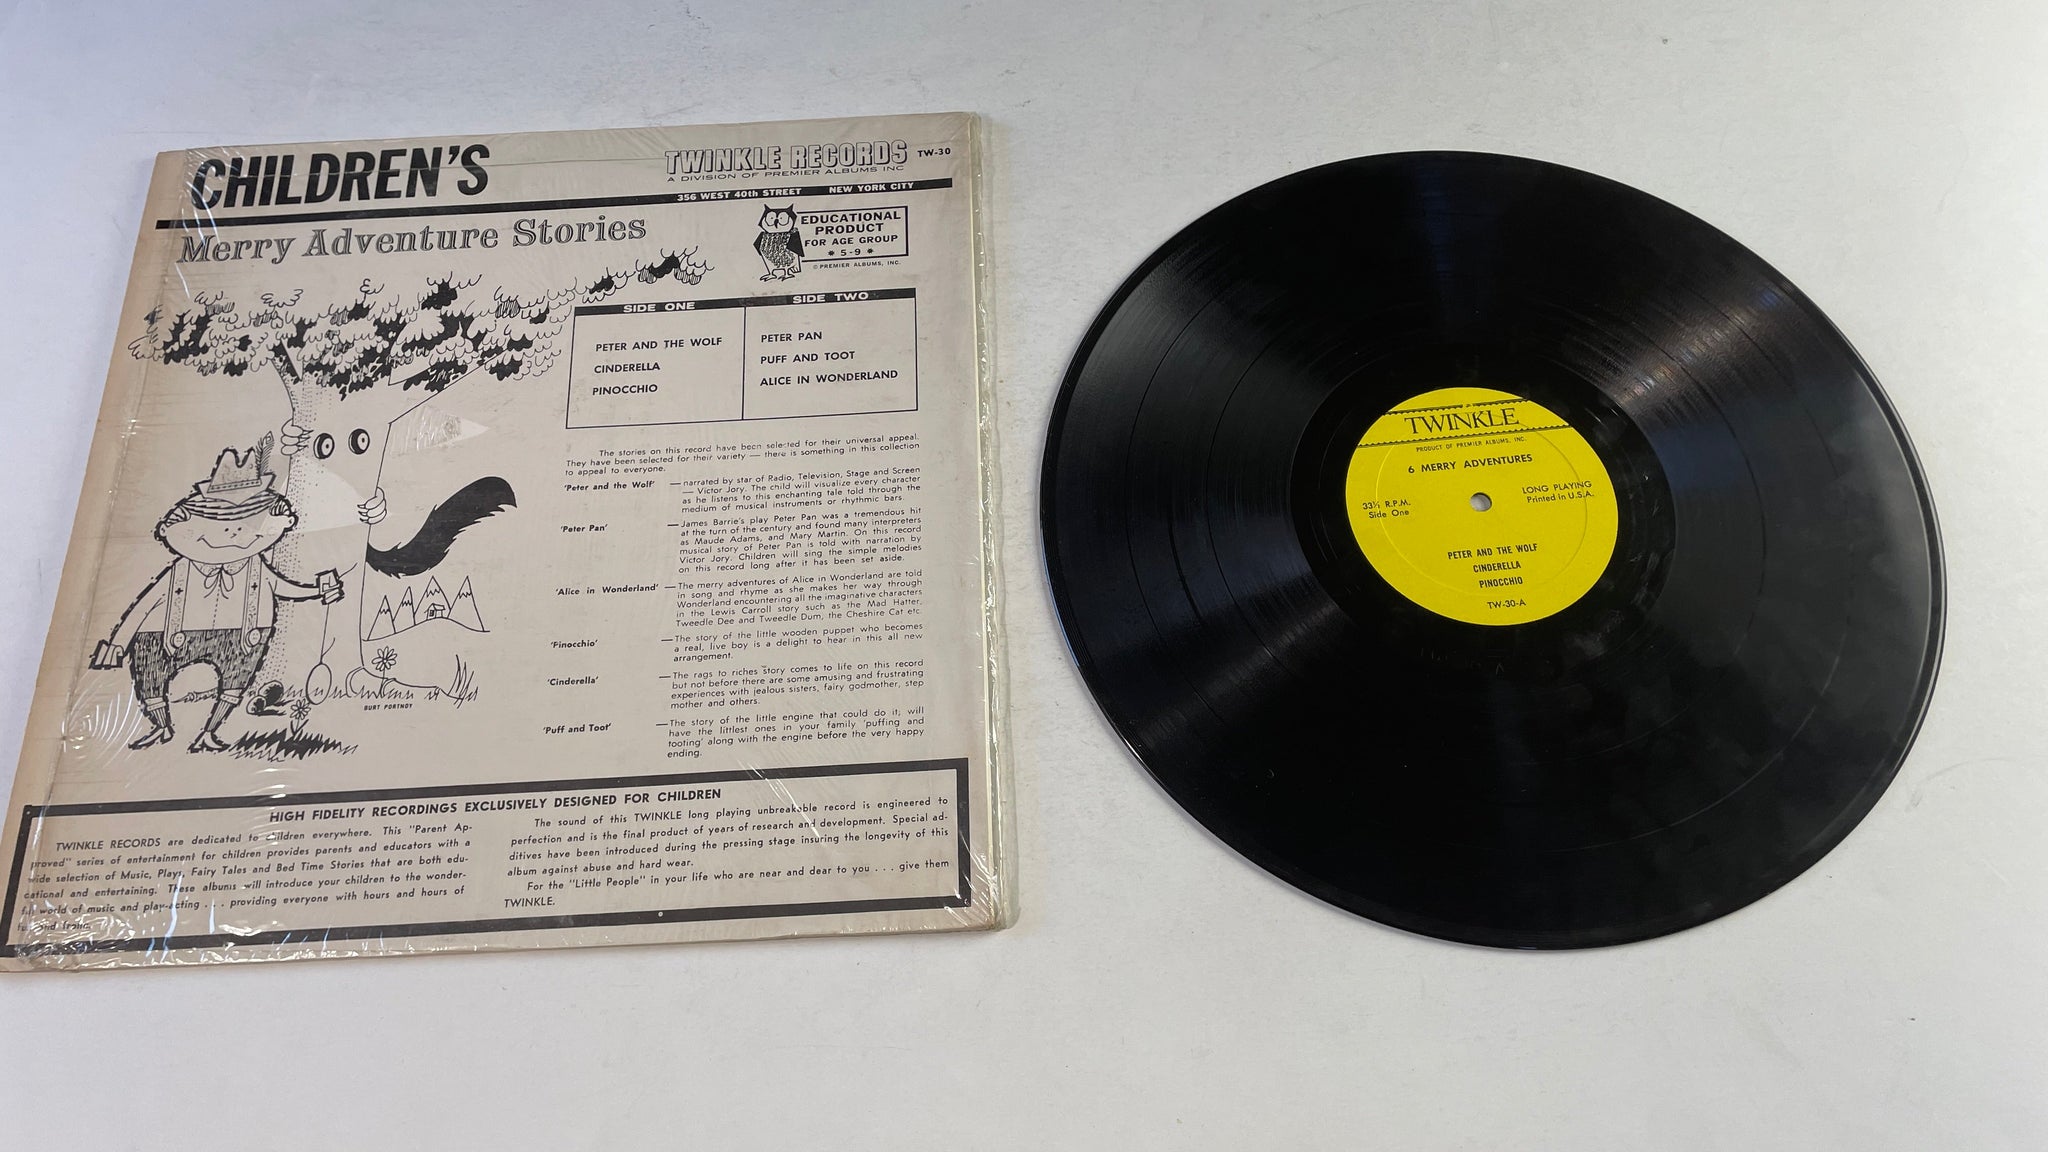 CHILDREN'S
TWINKLE RECORDS TW-30
A DIVISION OF PREMIER ALBUMS INC
356 WEST 40th STREET NEW YORK CITY
Merry Adventure Stories
EDUCATIONAL
PRODUCT
FOR AGE GROUP
* 5-9 *
© PREMIER ALBUMS, INC.
SIDE ONE
PETER AND THE WOLF
CINDERELLA
PINOCCHIO
SIDE TWO
PETER PAN
PUFF AND TOOT
ALICE IN WONDERLAND
The stories on this record have been selected for their universal appeal.
They have been selected for their variety — there is something in this collection
to appeal to everyone.
'Peter and the Wolf' — narrated by star of Radio, Television, Stage and Screen
— Victor Jory. The child will visualize every character
as he listens to this enchanting tale told through the
medium of musical instruments or rhythmic bars.
'Peter Pan' — James Barrie's play Peter Pan was a tremendous hit
at the turn of the century and found many interpreters
as Maude Adams, and Mary Martin. On this record
musical story of Peter Pan is told with narration by
Victor Jory. Children will sing the simple melodies
on this record long after it has been set aside.
'Alice in Wonderland' — The merry adventures of Alice in Wonderland are told
in song and rhyme as she makes her way through
Wonderland encountering all the imaginative characters
in the Lewis Carroll story such as the Mad Hatter,
Tweedle Dee and Tweedle Dum, the Cheshire Cat etc.
'Pinocchio' — The story of the little wooden puppet who becomes
a real, live boy is a delight to hear in this all new
arrangement.
'Cinderella' — The rags to riches story comes to life on this record
but not before there are some amusing and frustrating
experiences with jealous sisters, fairy godmother, step
mother and others.
'Puff and Toot' — The story of the little engine that could do it; will
have the littlest ones in your family 'puffing and
tooting' along with the engine before the very happy
ending.
BURT PORTNOY
HIGH FIDELITY RECORDINGS EXCLUSIVELY DESIGNED FOR CHILDREN
TWINKLE RECORDS are dedicated to children everywhere. This "Parent Ap-
proved" series of entertainment for children provides parents and educators with a
wide selection of Music, Plays, Fairy Tales and Bed Time Stories that are both edu-
cational and entertaining. These albums will introduce your children to the wonder-
ful world of music and play-acting . . . providing everyone with hours and hours of
The sound of this TWINKLE long playing unbreakable record is engineered to
perfection and is the final product of years of research and development. Special ad-
ditives have been introduced during the pressing stage insuring the longevity of this
album against abuse and hard wear.
For the "Little People" in your life who are near and dear to you . . . give them
TWINKLE.
TWINKLE
PRODUCT OF PREMIER ALBUMS, INC.
6 MERRY ADVENTURES
33⅓ R.P.M.
Side One
LONG PLAYING
Printed in U.S.A.
PETER AND THE WOLF
CINDERELLA
PINOCCHIO
TW-30-A